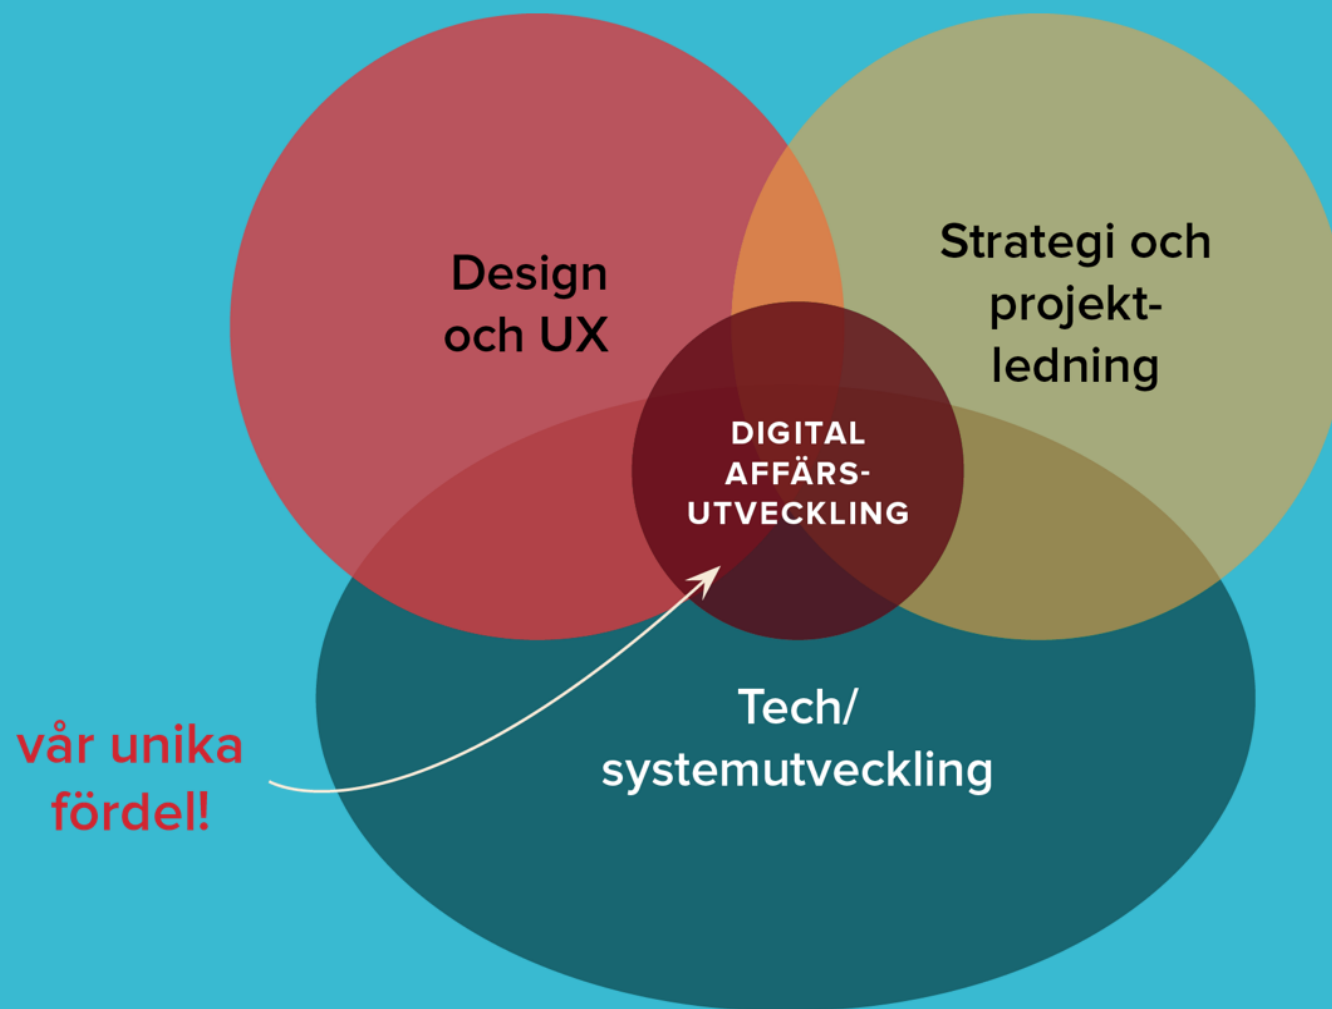 Design
och UX
Strategi och
projekt-
ledning
DIGITAL
AFFÄRS-
UTVECKLING
Tech/
systemutveckling
vår unika
fördel!